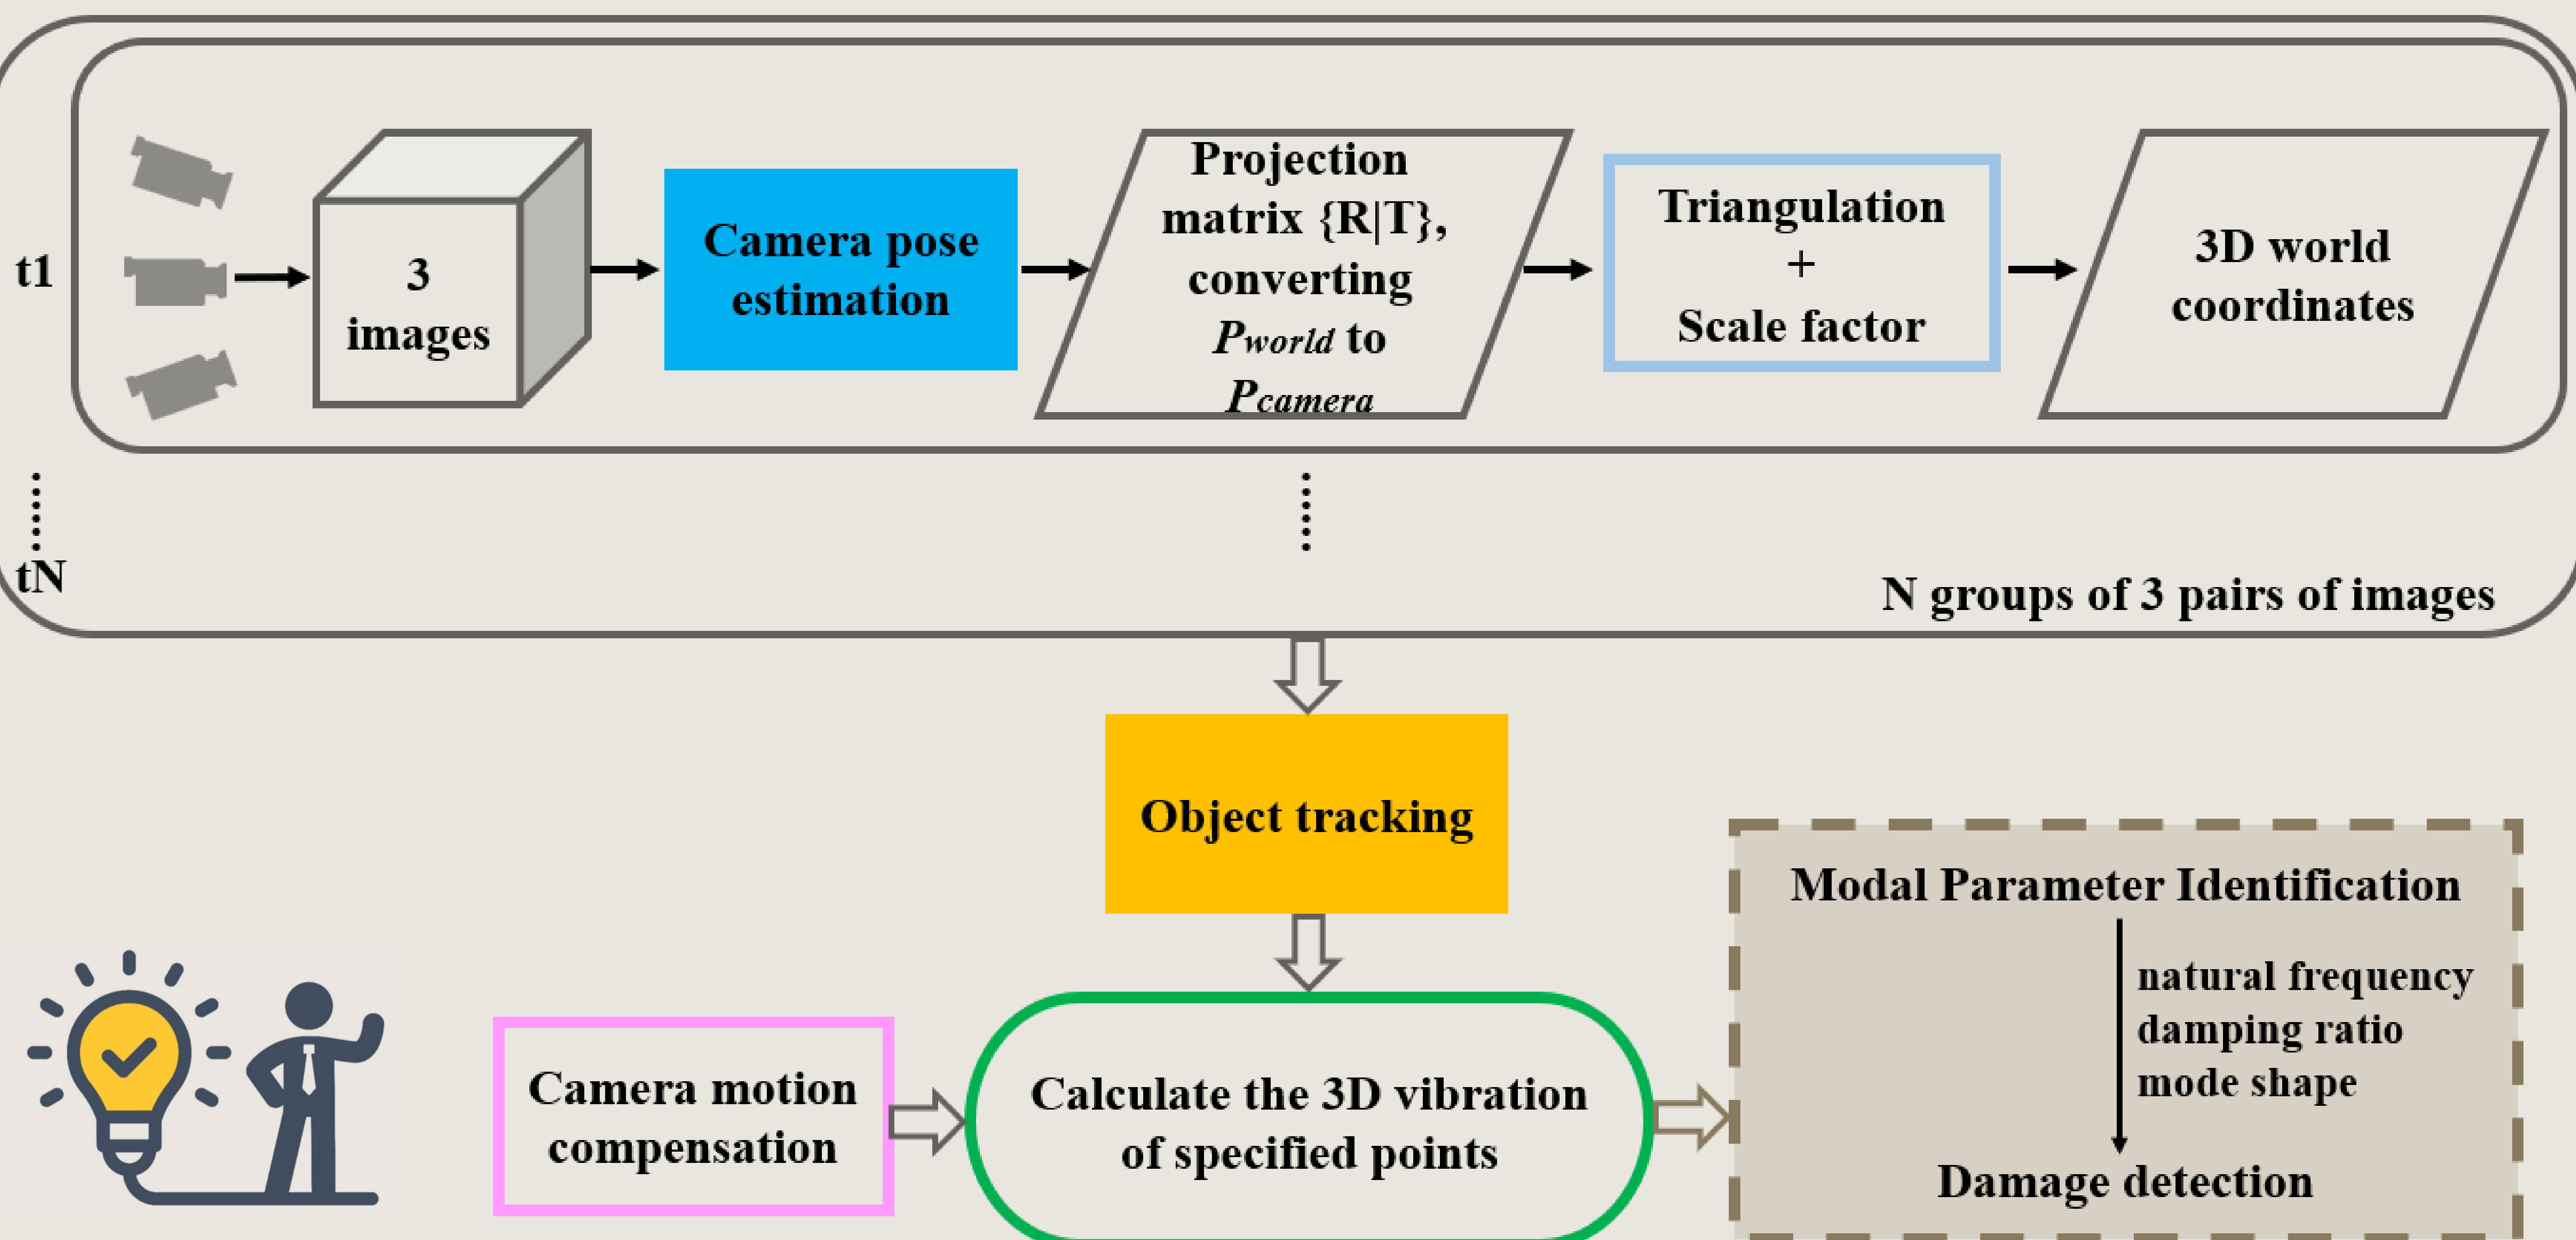 t1
3
images
Camera pose
estimation
Projection
matrix {R|T},
converting
Pworld to
Pcamera
Triangulation
+
Scale factor
3D world
coordinates
tN
N groups of 3 pairs of images
Object tracking
Camera motion
compensation
Calculate the 3D vibration
of specified points
Modal Parameter Identification
natural frequency
damping ratio
mode shape
Damage detection